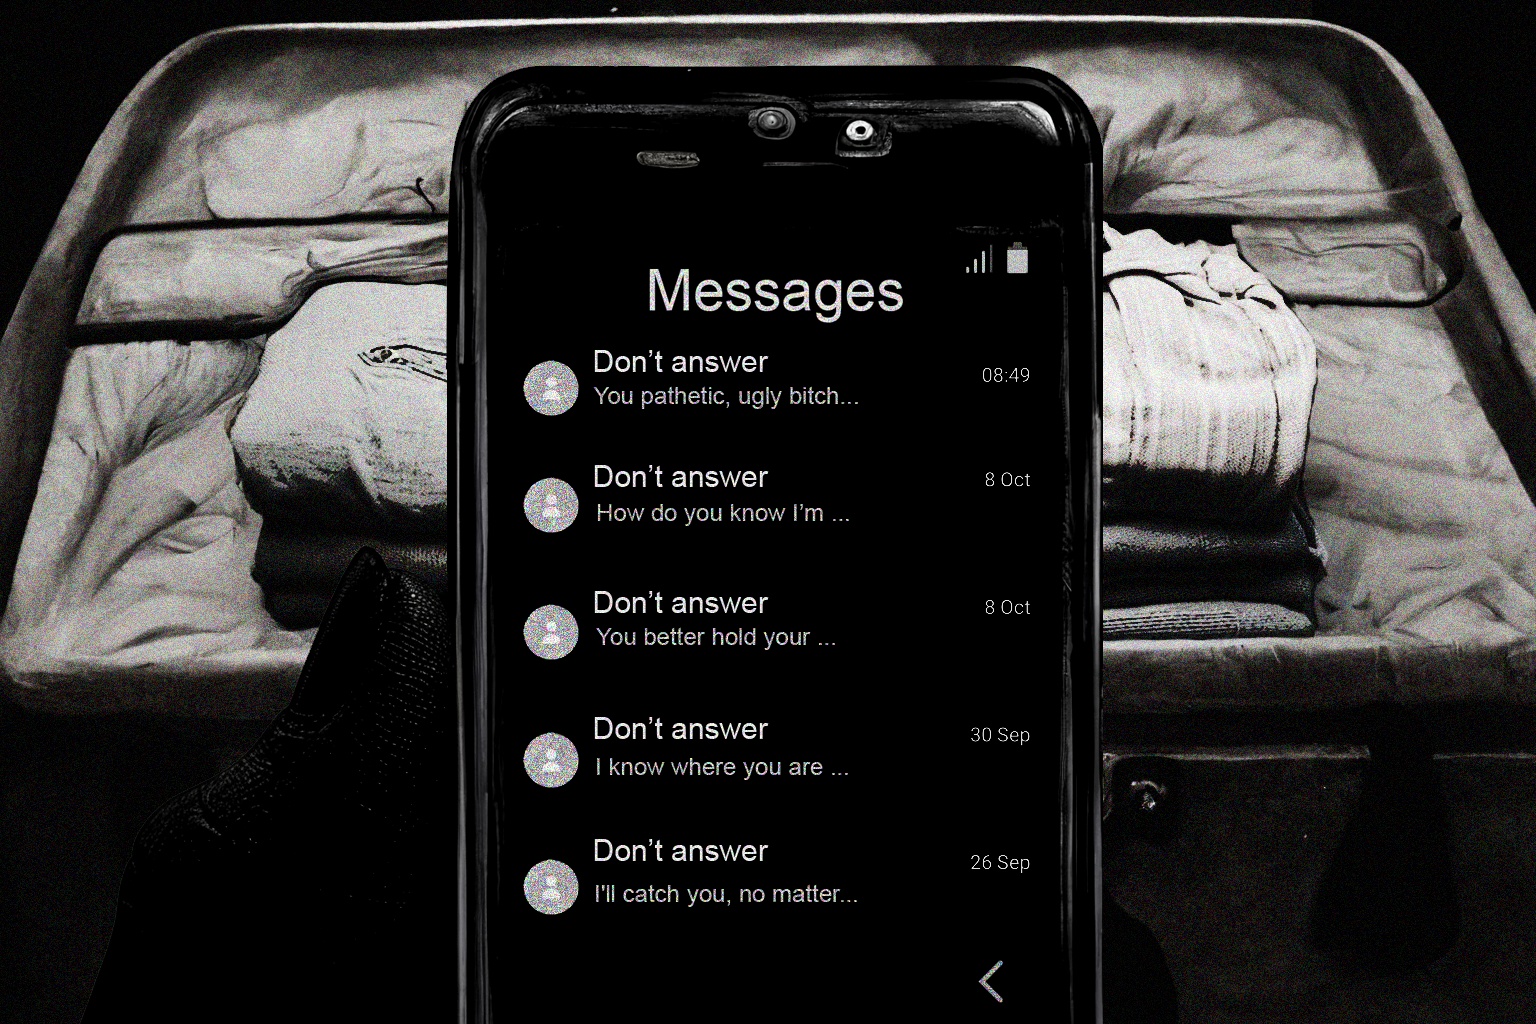 Messages
Don’t answer
You pathetic, ugly bitch...
08:49
Don’t answer
How do you know I’m ...
8 Oct
Don’t answer
You better hold your ...
8 Oct
Don’t answer
I know where you are ...
30 Sep
Don’t answer
I'll catch you, no matter...
26 Sep